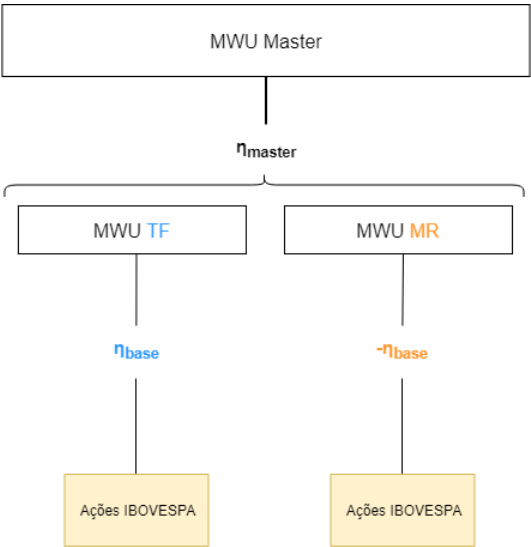 MWU Master
ηmaster
MWU TF
MWU MR
ηbase
-ηbase
Ações IBOVESPA
Ações IBOVESPA